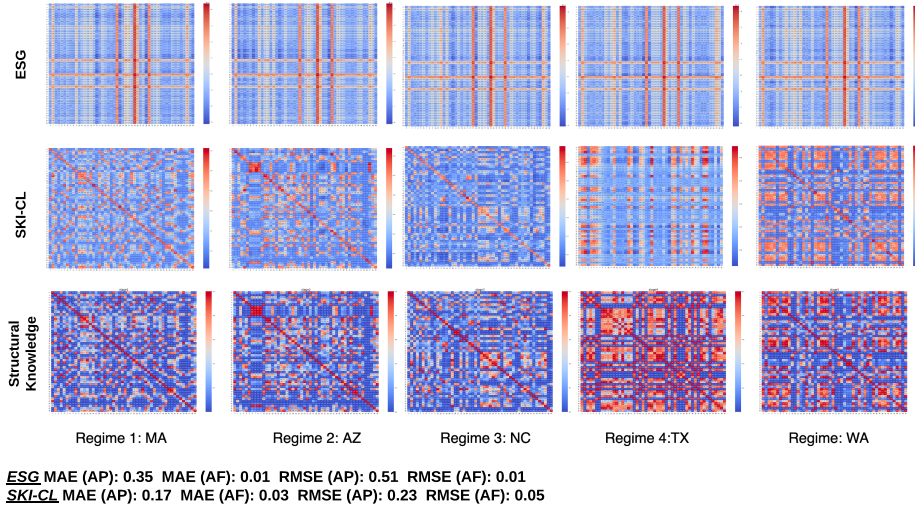 ESG
SKI-CL
Structural
Knowledge
Regime 1: MA
Regime 2: AZ
Regime 3: NC
Regime 4:TX
Regime: WA
ESG MAE (AP): 0.35 MAE (AF): 0.01 RMSE (AP): 0.51 RMSE (AF): 0.01
SKI-CL MAE (AP): 0.17 MAE (AF): 0.03 RMSE (AP): 0.23 RMSE (AF): 0.05